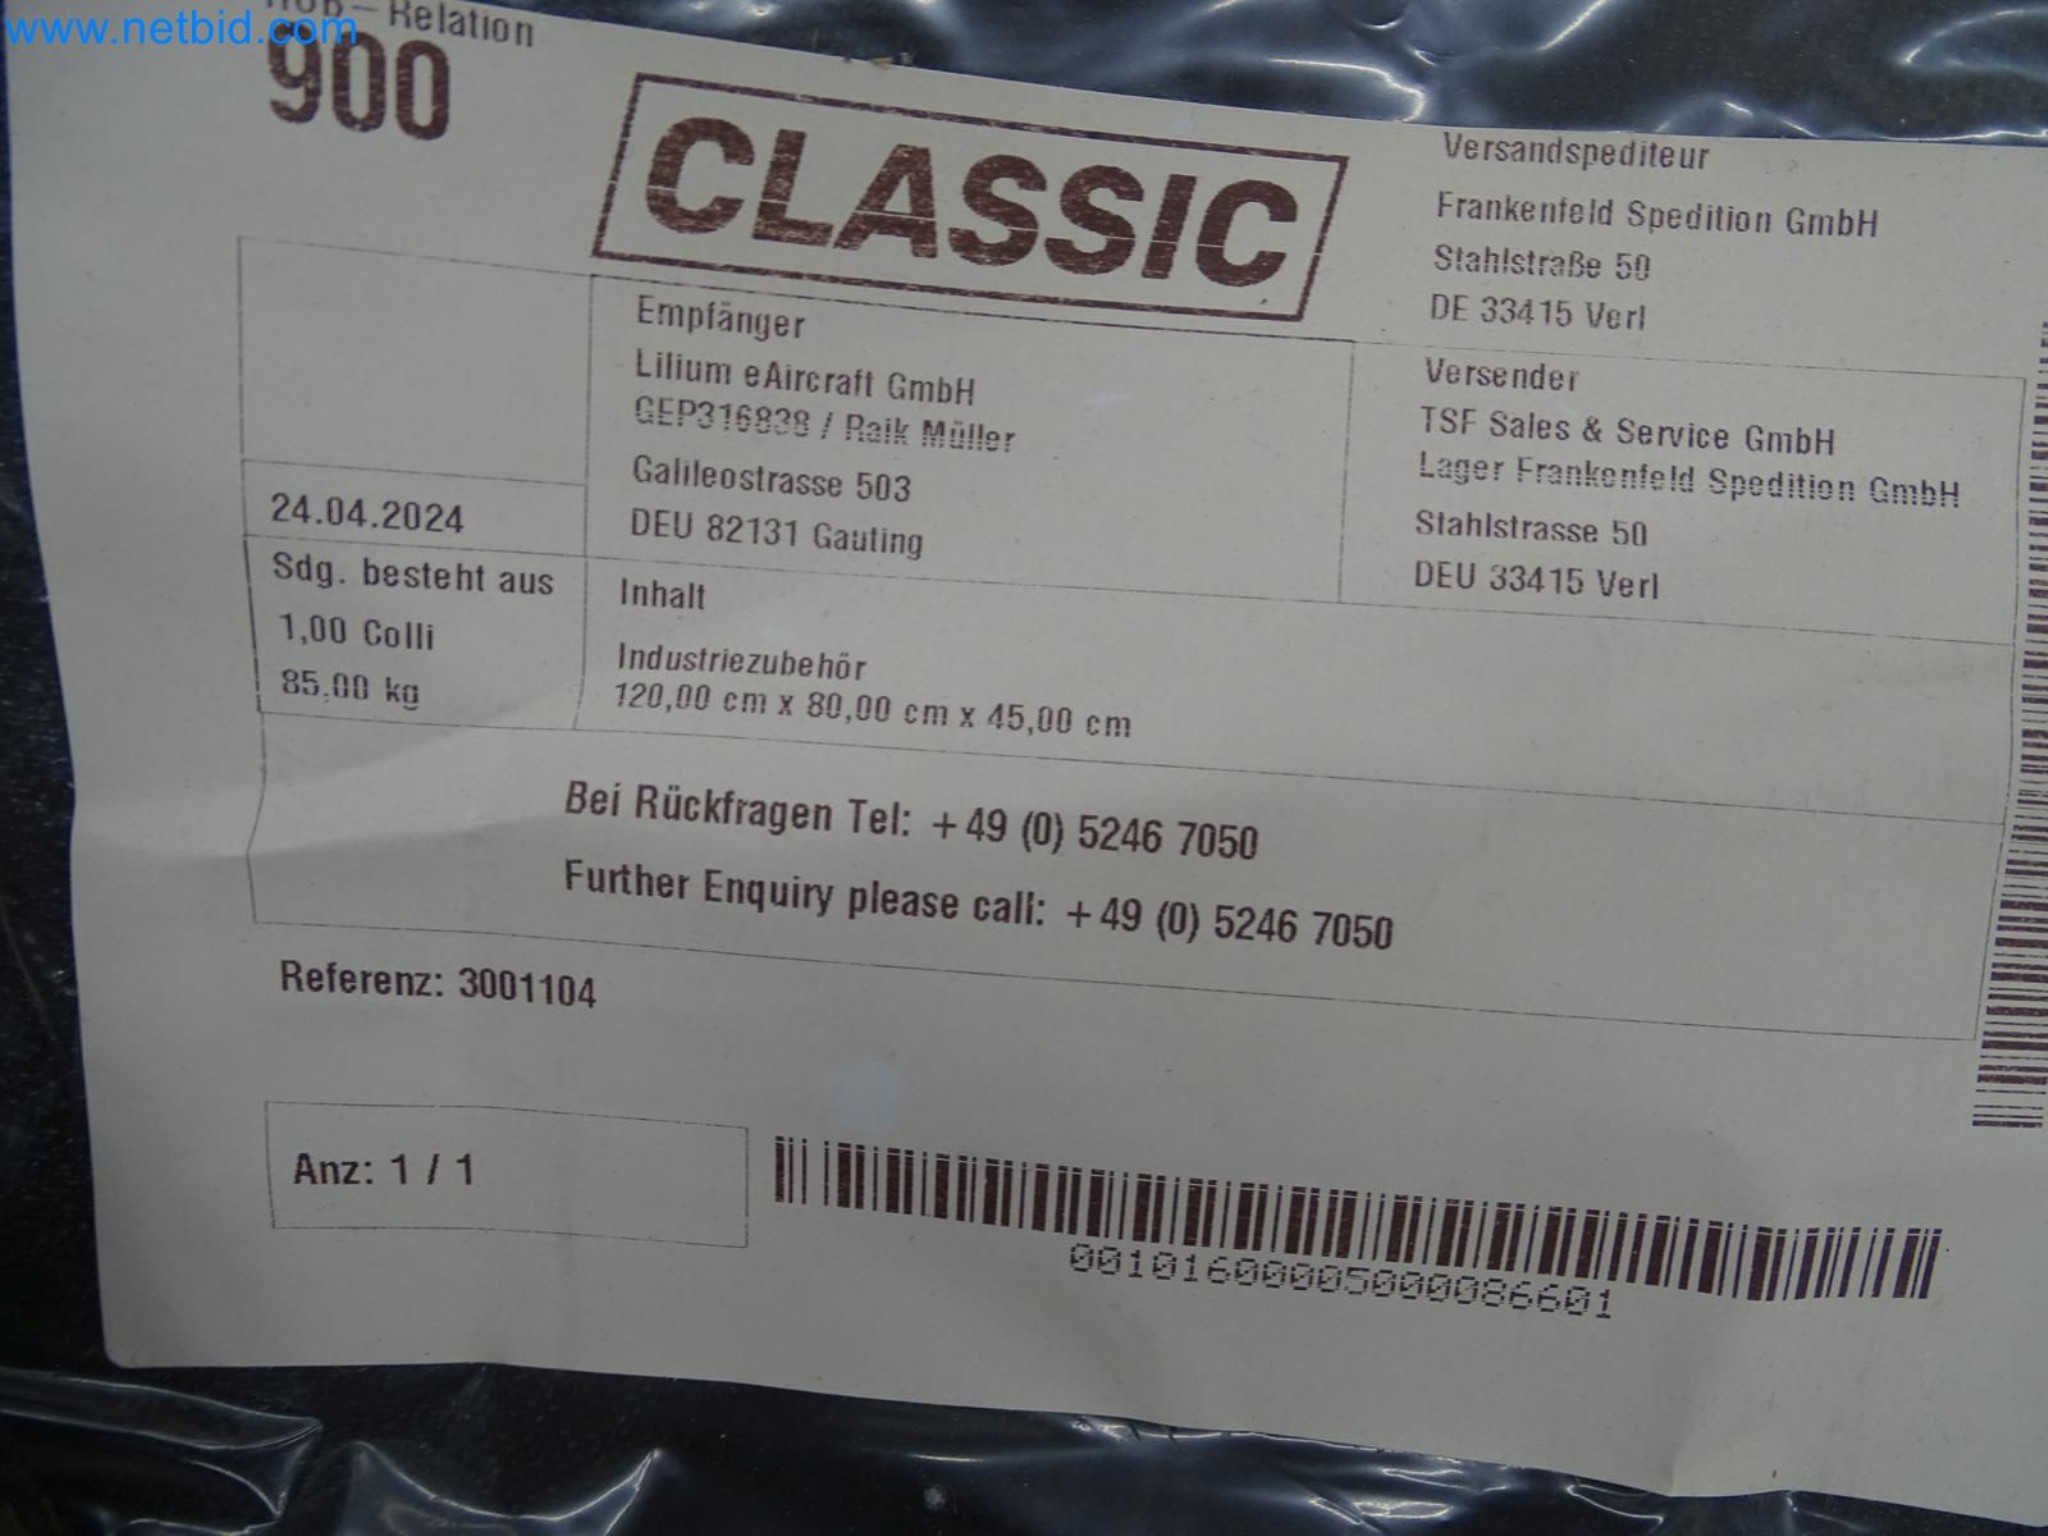 www.netbid.com
Hub-Relation
900
CLASSIC
Versandspediteur
Frankenfeld Spedition GmbH
Stahlstraße 50
DE 33415 Verl
Empfänger
Lilium eAircraft GmbH
GEP316838 / Raik Müller
Galileostrasse 503
DEU 82131 Gauting
Versender
TSF Sales & Service GmbH
Lager Frankenfeld Spedition GmbH
Stahlstrasse 50
DEU 33415 Verl
24.04.2024
Sdg. besteht aus
1,00 Colli
85,00 kg
Inhalt
Industriezubehör
120,00 cm x 80,00 cm x 45,00 cm
Bei Rückfragen Tel: +49 (0) 5246 7050
Further Enquiry please call: +49 (0) 5246 7050
Referenz: 3001104
Anz: 1 / 1
00101600005000086601